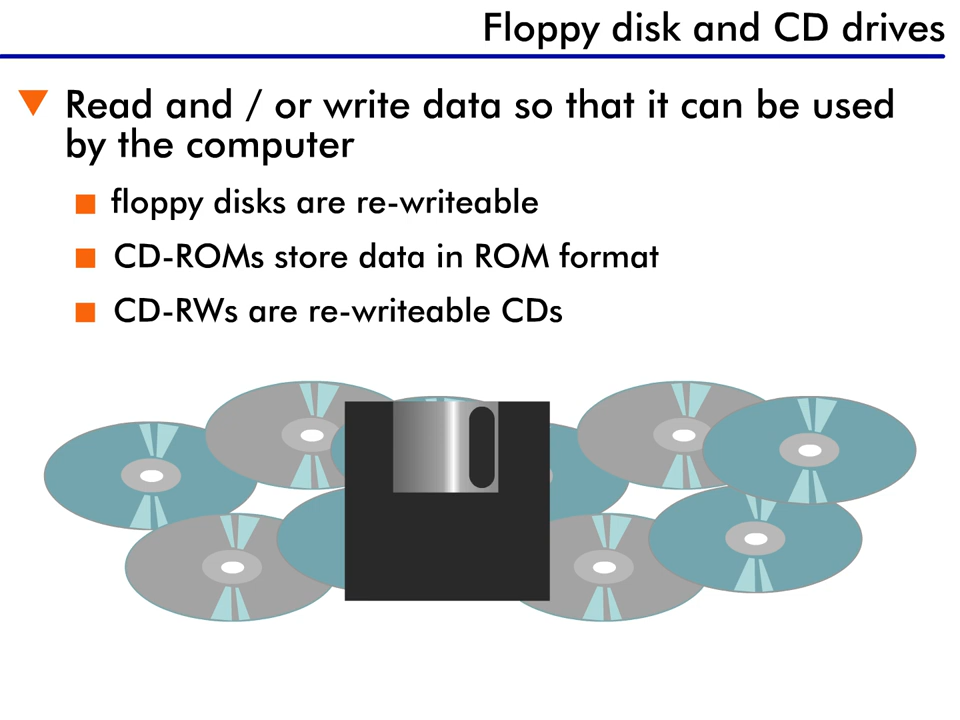 Floppy disk and CD drives
Read and / or write data so that it can be used
by the computer
floppy disks are re-writeable
CD-ROMs store data in ROM format
CD-RWs are re-writeable CDs